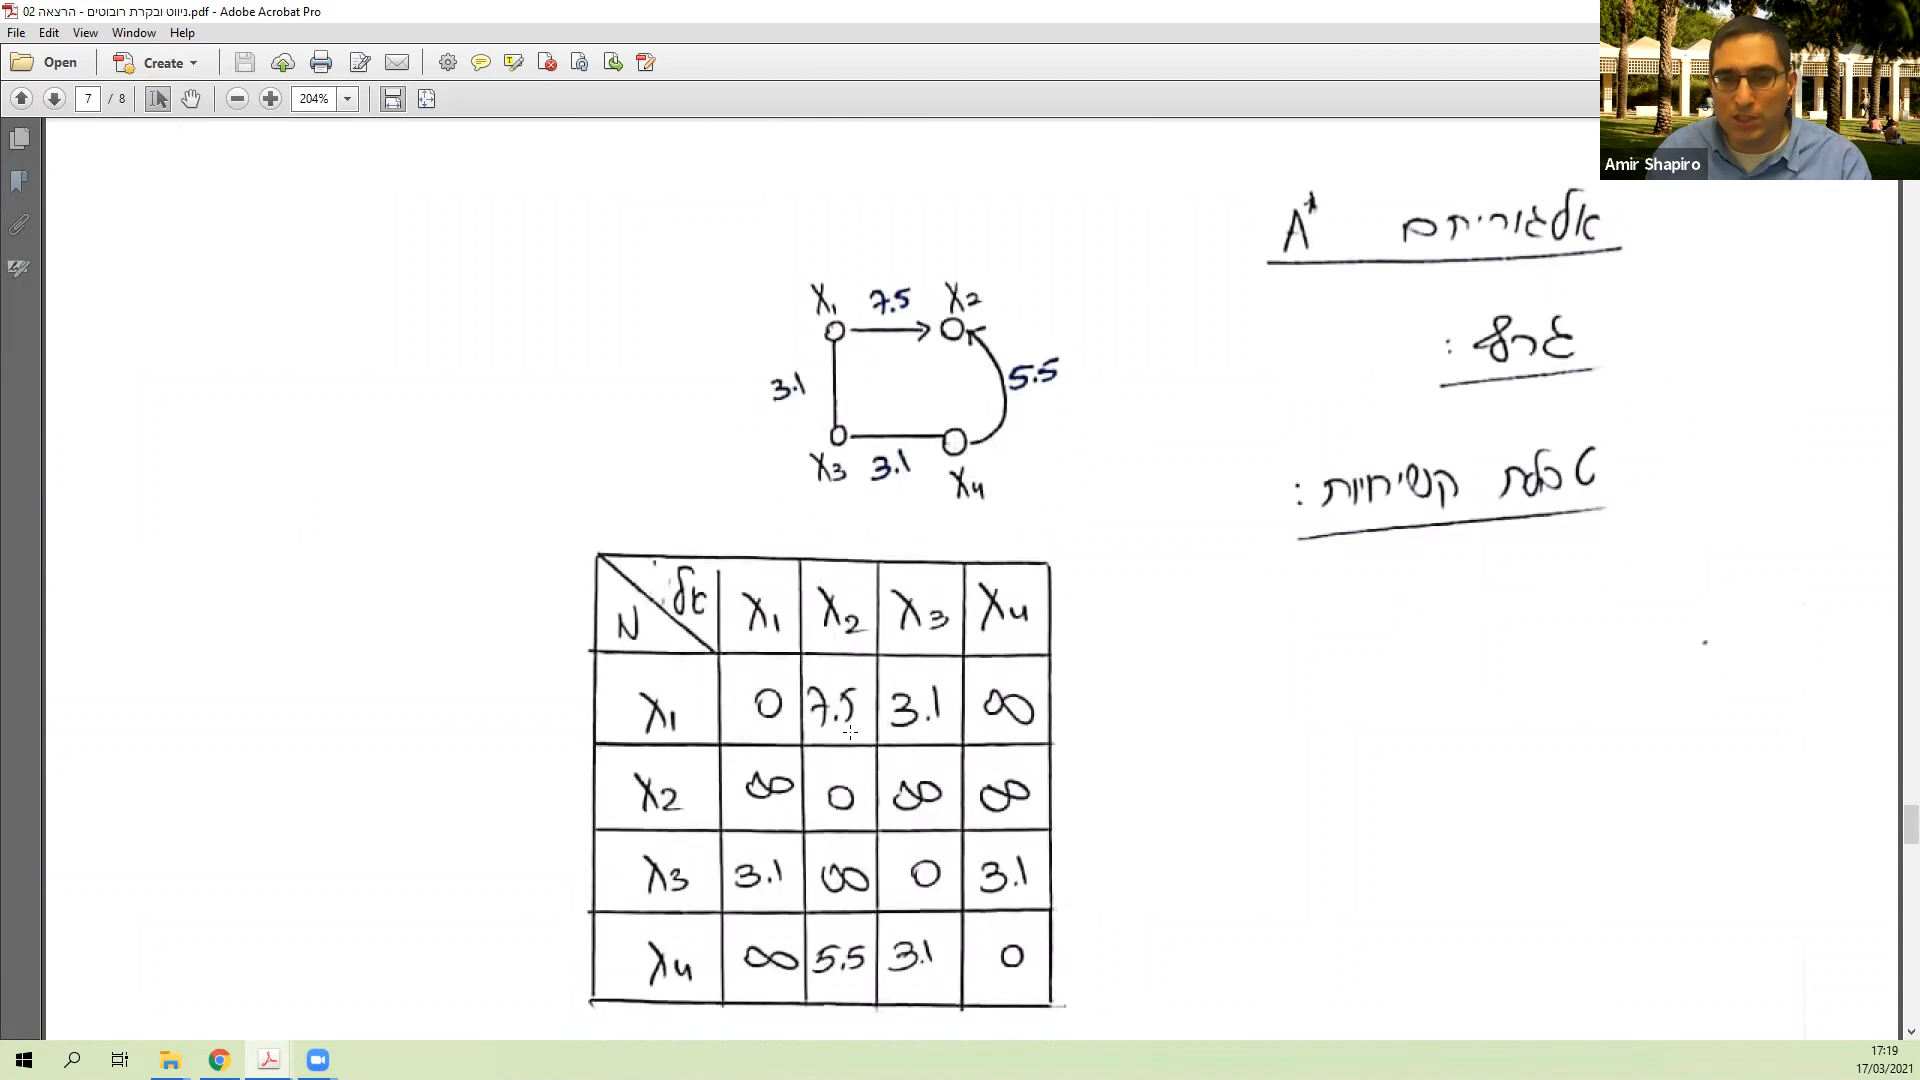 ניווט ובקרת רובוטים - הרצאה 02.pdf - Adobe Acrobat Pro
File Edit View Window Help
Open Create
7 / 8 204%
Amir Shapiro
אלגוריתם A*
גרף :
טבלת קשיחויות :
X1 7.5 X2
3.1 5.5
X3 3.1 X4
מ אל X1 X2 X3 X4
X1 0 7.5 3.1 ∞
X2 ∞ 0 ∞ ∞
X3 3.1 ∞ 0 3.1
X4 ∞ 5.5 3.1 0
17:19
17/03/2021